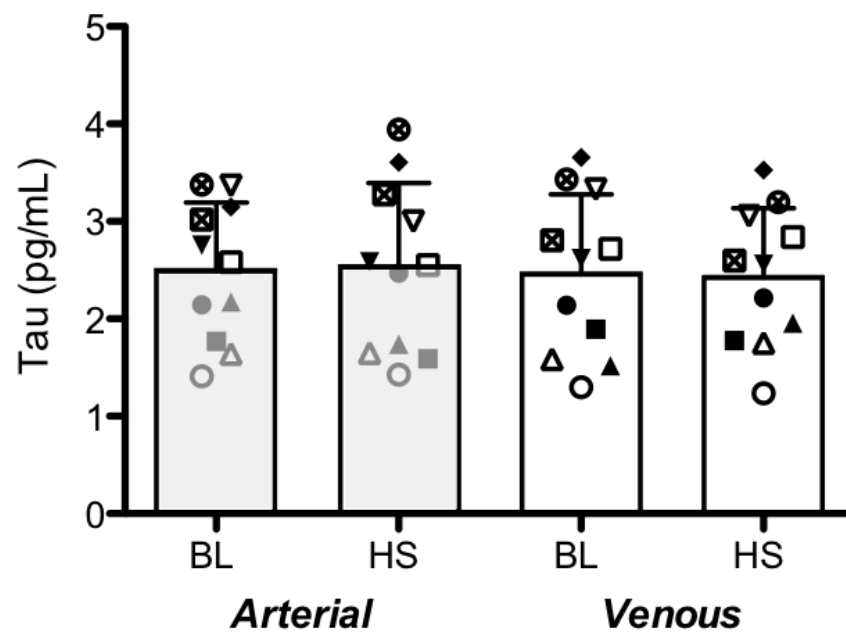 Tau (pg/mL)
5
4
3
2
1
0
BL
HS
BL
HS
Arterial
Venous